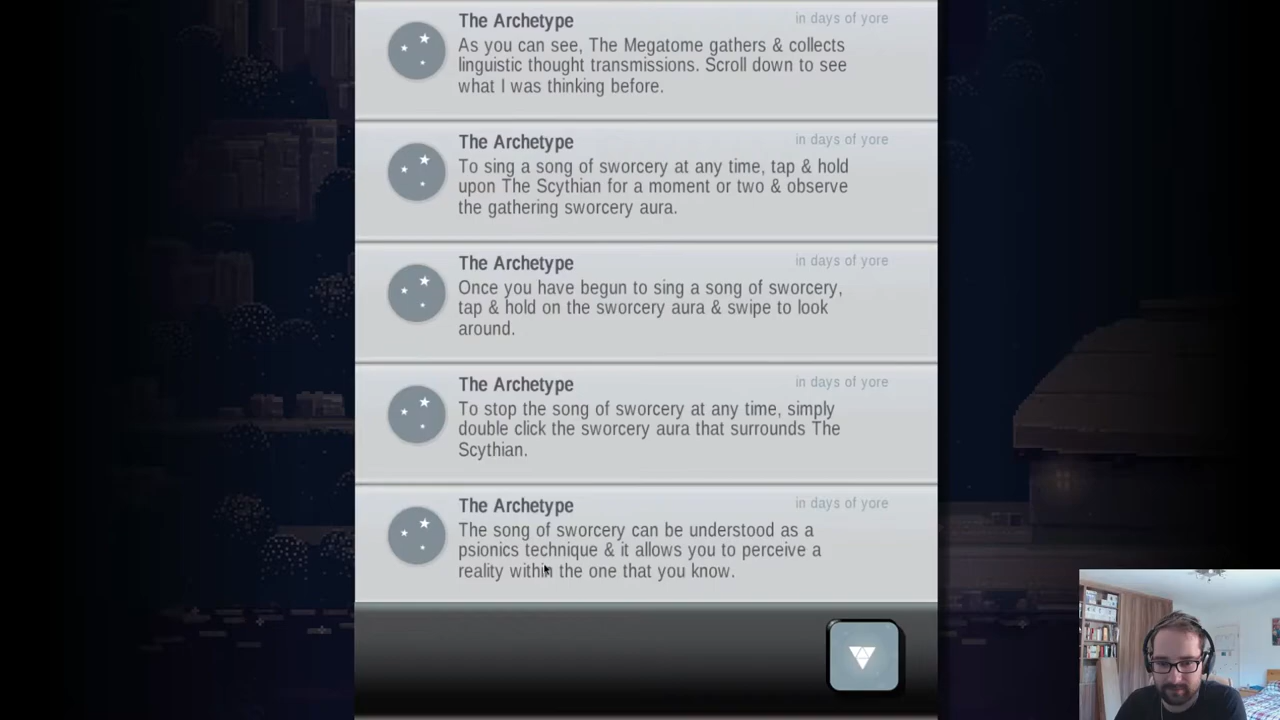 The Archetype
in days of yore
As you can see, The Megatome gathers & collects
linguistic thought transmissions. Scroll down to see
what I was thinking before.
The Archetype
in days of yore
To sing a song of sworcery at any time, tap & hold
upon The Scythian for a moment or two & observe
the gathering sworcery aura.
The Archetype
in days of yore
Once you have begun to sing a song of sworcery,
tap & hold on the sworcery aura & swipe to look
around.
The Archetype
in days of yore
To stop the song of sworcery at any time, simply
double click the sworcery aura that surrounds The
Scythian.
The Archetype
in days of yore
The song of sworcery can be understood as a
psionics technique & it allows you to perceive a
reality within the one that you know.